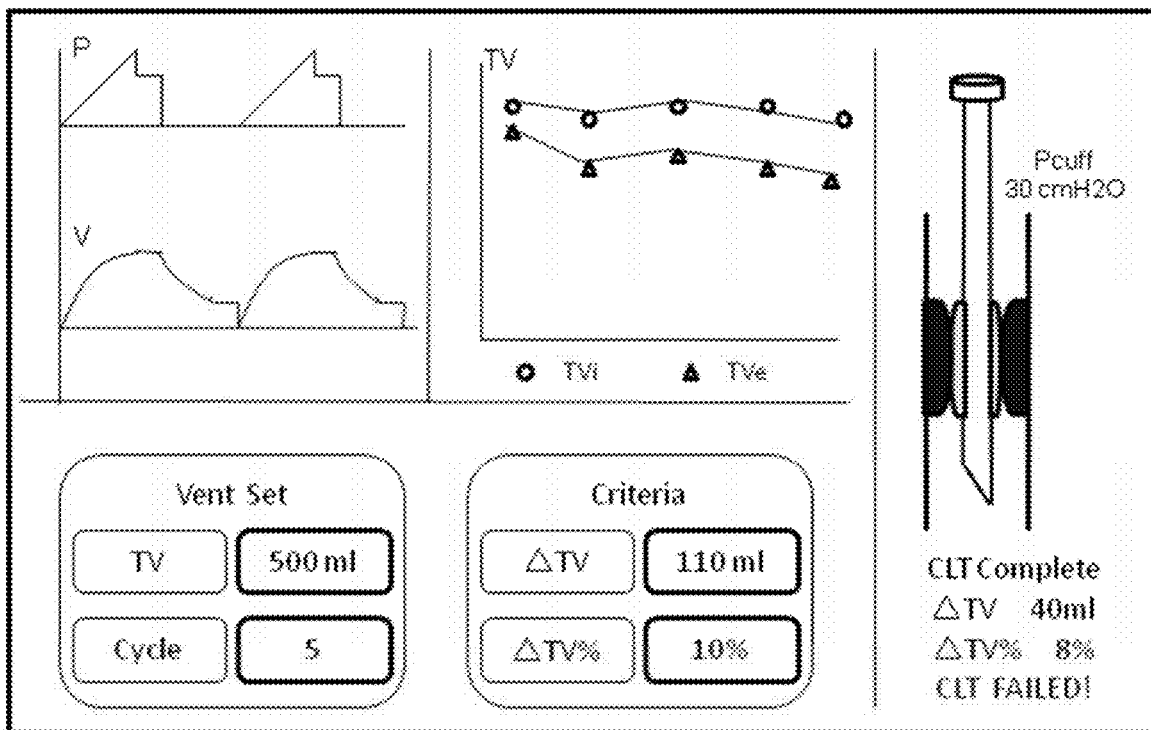 P
V
TV
TVi
TVe
Pcuff
30 cmH2O
Vent Set
TV
500 ml
Cycle
5
Criteria
△TV
110 ml
△TV%
10%
CLT Complete
△TV 40ml
△TV% 8%
CLT FAILED!